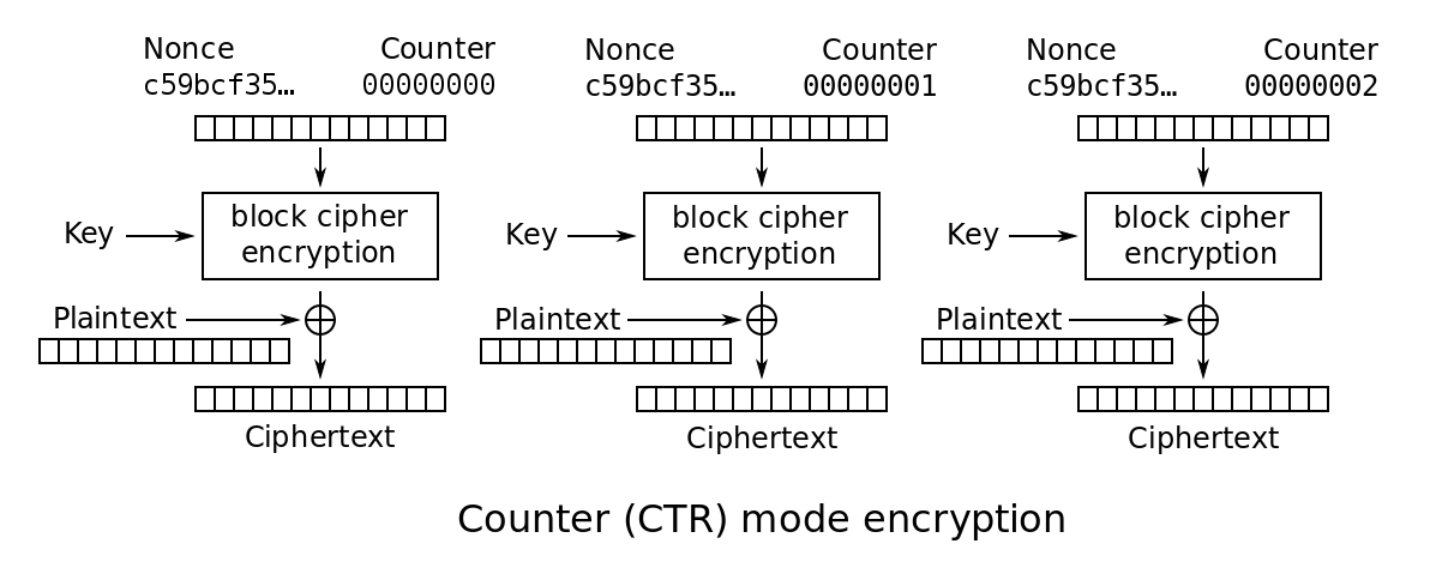 Nonce Counter
c59bcf35… 00000000
Key
block cipher
encryption
Plaintext
Ciphertext
Nonce Counter
c59bcf35… 00000001
Key
block cipher
encryption
Plaintext
Ciphertext
Nonce Counter
c59bcf35… 00000002
Key
block cipher
encryption
Plaintext
Ciphertext
Counter (CTR) mode encryption